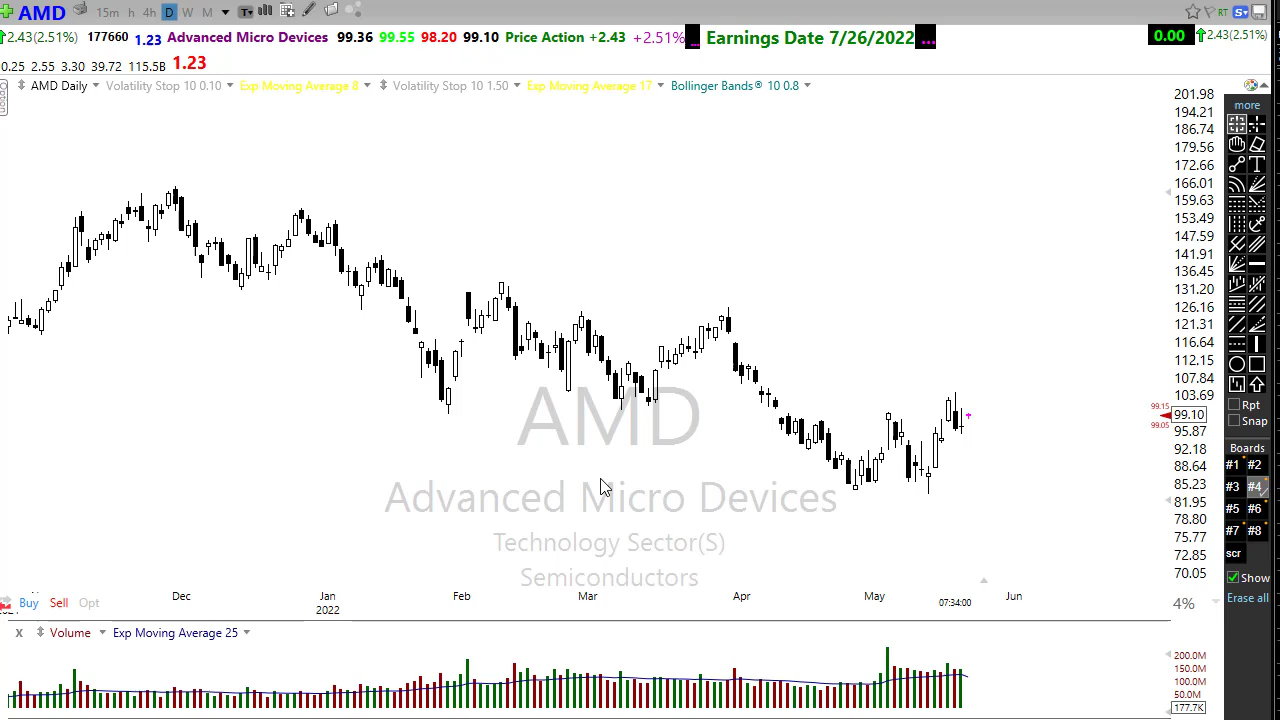 AMD 15m h 4h D W M T RT S
2.43(2.51%) 177660 1.23 Advanced Micro Devices 99.36 99.55 98.20 99.10 Price Action +2.43 +2.51% ... Earnings Date 7/26/2022 ... 0.00 2.43(2.51%)
0.25 2.55 3.30 39.72 115.5B 1.23
AMD Daily Volatility Stop 10 0.10 Exp Moving Average 8 Volatility Stop 10 1.50 Exp Moving Average 17 Bollinger Bands® 10 0.8
Option
201.98
194.21
186.74
179.56
172.66
166.01
159.63
153.49
147.59
141.91
136.45
131.20
126.16
121.31
116.64
112.15
107.84
103.69
99.15
99.10
99.05
95.87
92.18
88.64
85.23
81.95
78.80
75.77
72.85
70.05
4%
AMD
Advanced Micro Devices
Technology Sector(S)
Semiconductors
Dec Jan Feb Mar Apr May Jun
2022
07:34:00
Buy Sell Opt
X Volume Exp Moving Average 25
200.0M
150.0M
100.0M
50.0M
177.7K
more
T
Rpt
Snap
Boards
#1 #2
#3 #4
#5 #6
#7 #8
scr
Show
Erase all